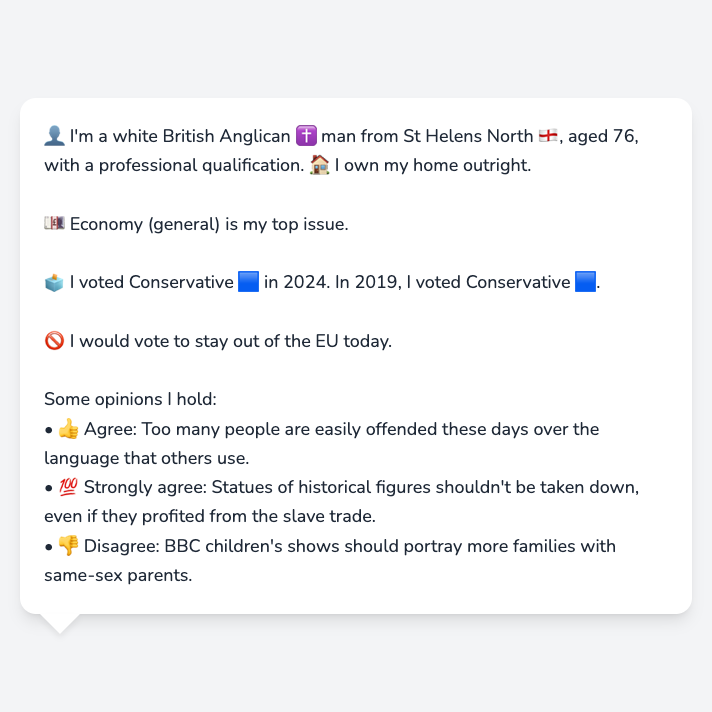 👤 I'm a white British Anglican ✝️ man from St Helens North 🏴󠁧󠁢󠁥󠁮󠁧󠁿, aged 76,
with a professional qualification. 🏠 I own my home outright.
💷 Economy (general) is my top issue.
🗳️ I voted Conservative 🟦 in 2024. In 2019, I voted Conservative 🟦.
🚫 I would vote to stay out of the EU today.
Some opinions I hold:
• 👍 Agree: Too many people are easily offended these days over the
language that others use.
• 💯 Strongly agree: Statues of historical figures shouldn't be taken down,
even if they profited from the slave trade.
• 👎 Disagree: BBC children's shows should portray more families with
same-sex parents.